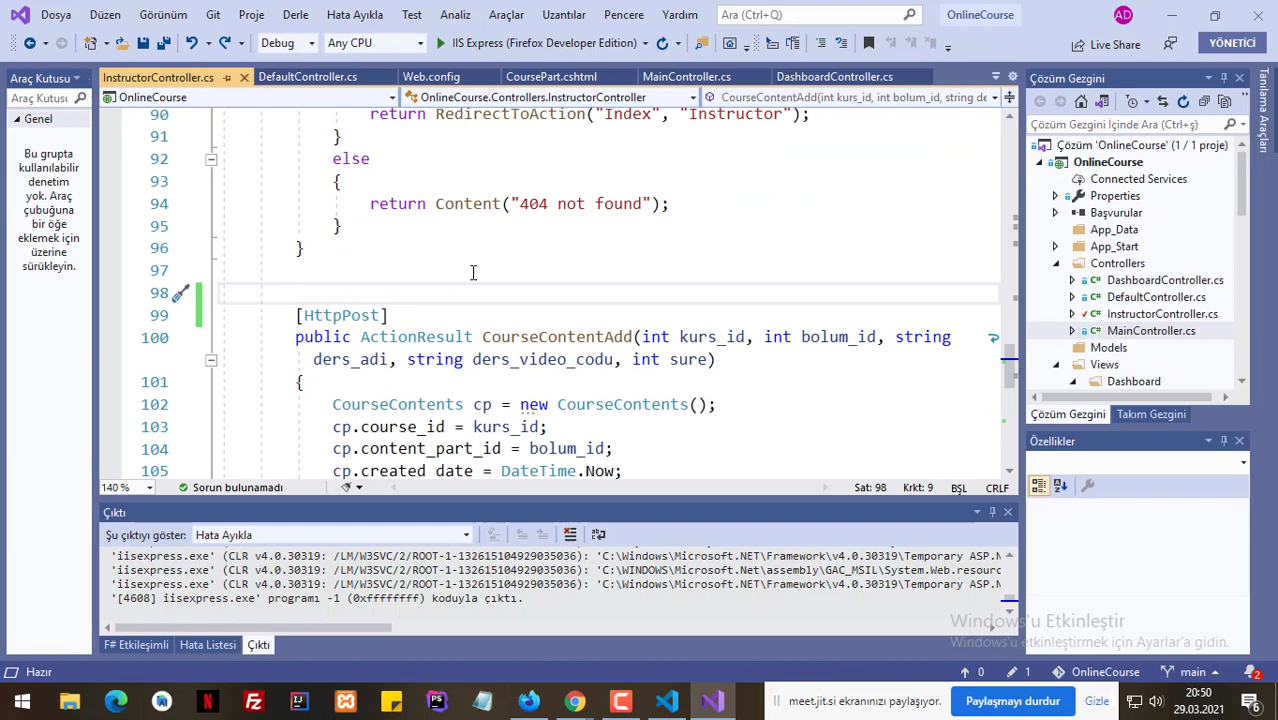 Dosya Düzen Görünüm Git Proje Derle Hata Ayıkla Test Analiz Araçlar Uzantılar Pencere Yardım Ara (Ctrl+Q) OnlineCourse AD
Debug Any CPU IIS Express (Firefox Developer Edition) Live Share YÖNETİCİ
Araç Kutusu
Araç Kutusu
Genel
Bu grupta
kullanılabilir
denetim
yok. Araç
çubuğuna
bir öğe
eklemek için
üzerine
sürükleyin.
InstructorController.cs DefaultController.cs Web.config CoursePart.cshtml MainController.cs DashboardController.cs
OnlineCourse OnlineCourse.Controllers.InstructorController CourseContentAdd(int kurs_id, int bolum_id, string de
90 return RedirectToAction("Index", "Instructor");
91 }
92 else
93 {
94 return Content("404 not found");
95 }
96 }
97
98
99 [HttpPost]
100 public ActionResult CourseContentAdd(int kurs_id, int bolum_id, string
ders_adi, string ders_video_codu, int sure)
101 {
102 CourseContents cp = new CourseContents();
103 cp.course_id = kurs_id;
104 cp.content_part_id = bolum_id;
105 cp.created_date = DateTime.Now;
140 % Sorun bulunamadı Sat: 98 Krkt: 9 BŞL CRLF
Çıktı
Şu çıktıyı göster: Hata Ayıkla
'iisexpress.exe' (CLR v4.0.30319: /LM/W3SVC/2/ROOT-1-132615104929035036): 'C:\Windows\Microsoft.NET\Framework\v4.0.30319\Temporary ASP.N
'iisexpress.exe' (CLR v4.0.30319: /LM/W3SVC/2/ROOT-1-132615104929035036): 'C:\WINDOWS\Microsoft.Net\assembly\GAC_MSIL\System.Web.resourc
'iisexpress.exe' (CLR v4.0.30319: /LM/W3SVC/2/ROOT-1-132615104929035036): 'C:\Windows\Microsoft.NET\Framework\v4.0.30319\Temporary ASP.N
'[4608] iisexpress.exe' programı -1 (0xffffffff) koduyla çıktı.
F# Etkileşimli Hata Listesi Çıktı
Çözüm Gezgini
Çözüm Gezgini İçinde Ara (Ctrl+ş)
Çözüm 'OnlineCourse' (1 / 1 proje)
OnlineCourse
Connected Services
Properties
Başvurular
App_Data
App_Start
Controllers
DashboardController.cs
DefaultController.cs
InstructorController.cs
MainController.cs
Models
Views
Dashboard
Çözüm Gezgini Takım Gezgini
Özellikler
Tanılama Araçları
Windows'u Etkinleştir
Windows'u etkinleştirmek için Ayarlar'a gidin.
Hazır 0 1 OnlineCourse main 2
meet.jit.si ekranınızı paylaşıyor. Paylaşmayı durdur Gizle 20:50
29.03.2021 6